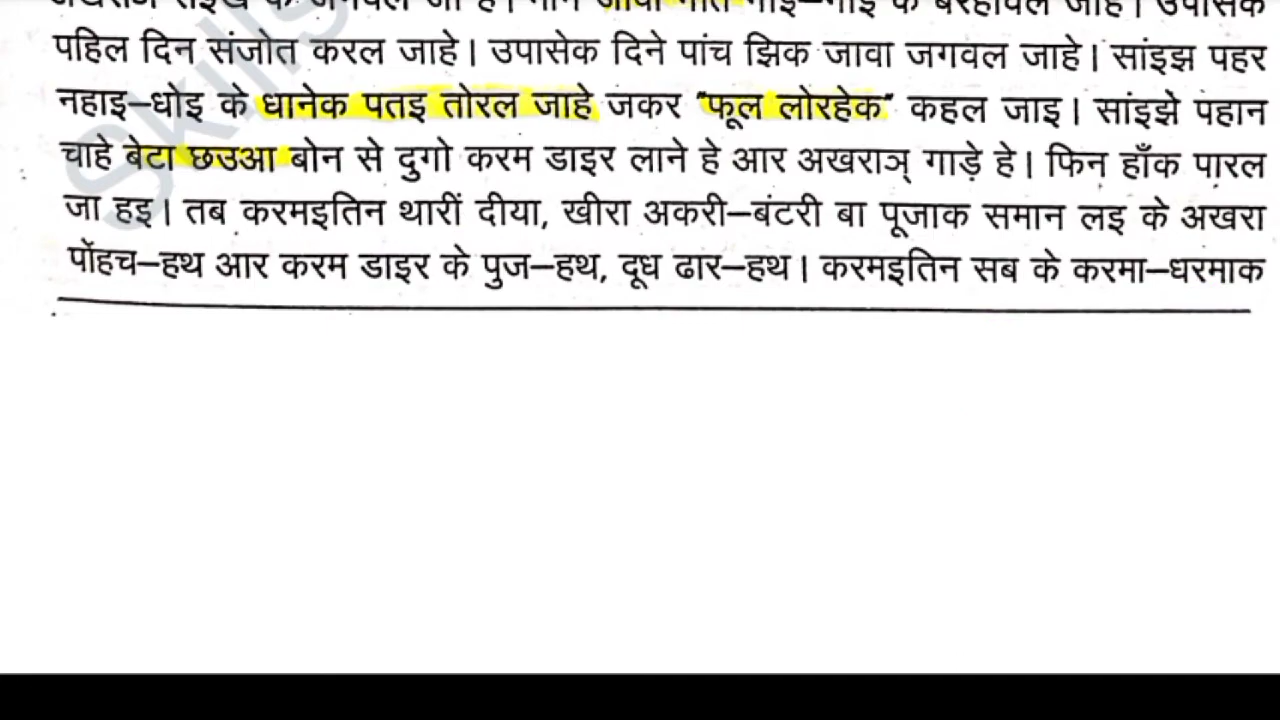 पहिल दिन संजोत करल जाहे। उपासेक दिने पांच झिक जावा जगवल जाहे। सांइझ पहर
नहाइ–धोइ के धानेक पतइ तोरल जाहे जकर "फूल लोरहेक" कहल जाइ। सांइझे पहान
चाहे बेटा छउआ बोन से दुगो करम डाइर लाने हे आर अखराञ् गाड़े हे। फिन हाँक पारल
जा हइ। तब करमइतिन थारीं दीया, खीरा अकरी–बंटरी बा पूजाक समान लइ के अखरा
पोंहच–हथ आर करम डाइर के पुज–हथ, दूध ढार–हथ। करमइतिन सब के करमा–धरमाक
Skills